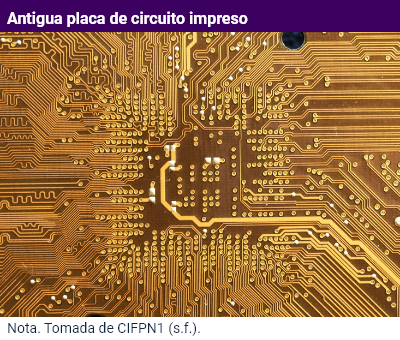 Antigua placa de circuito impreso
Nota. Tomada de CIFPN1 (s.f.).